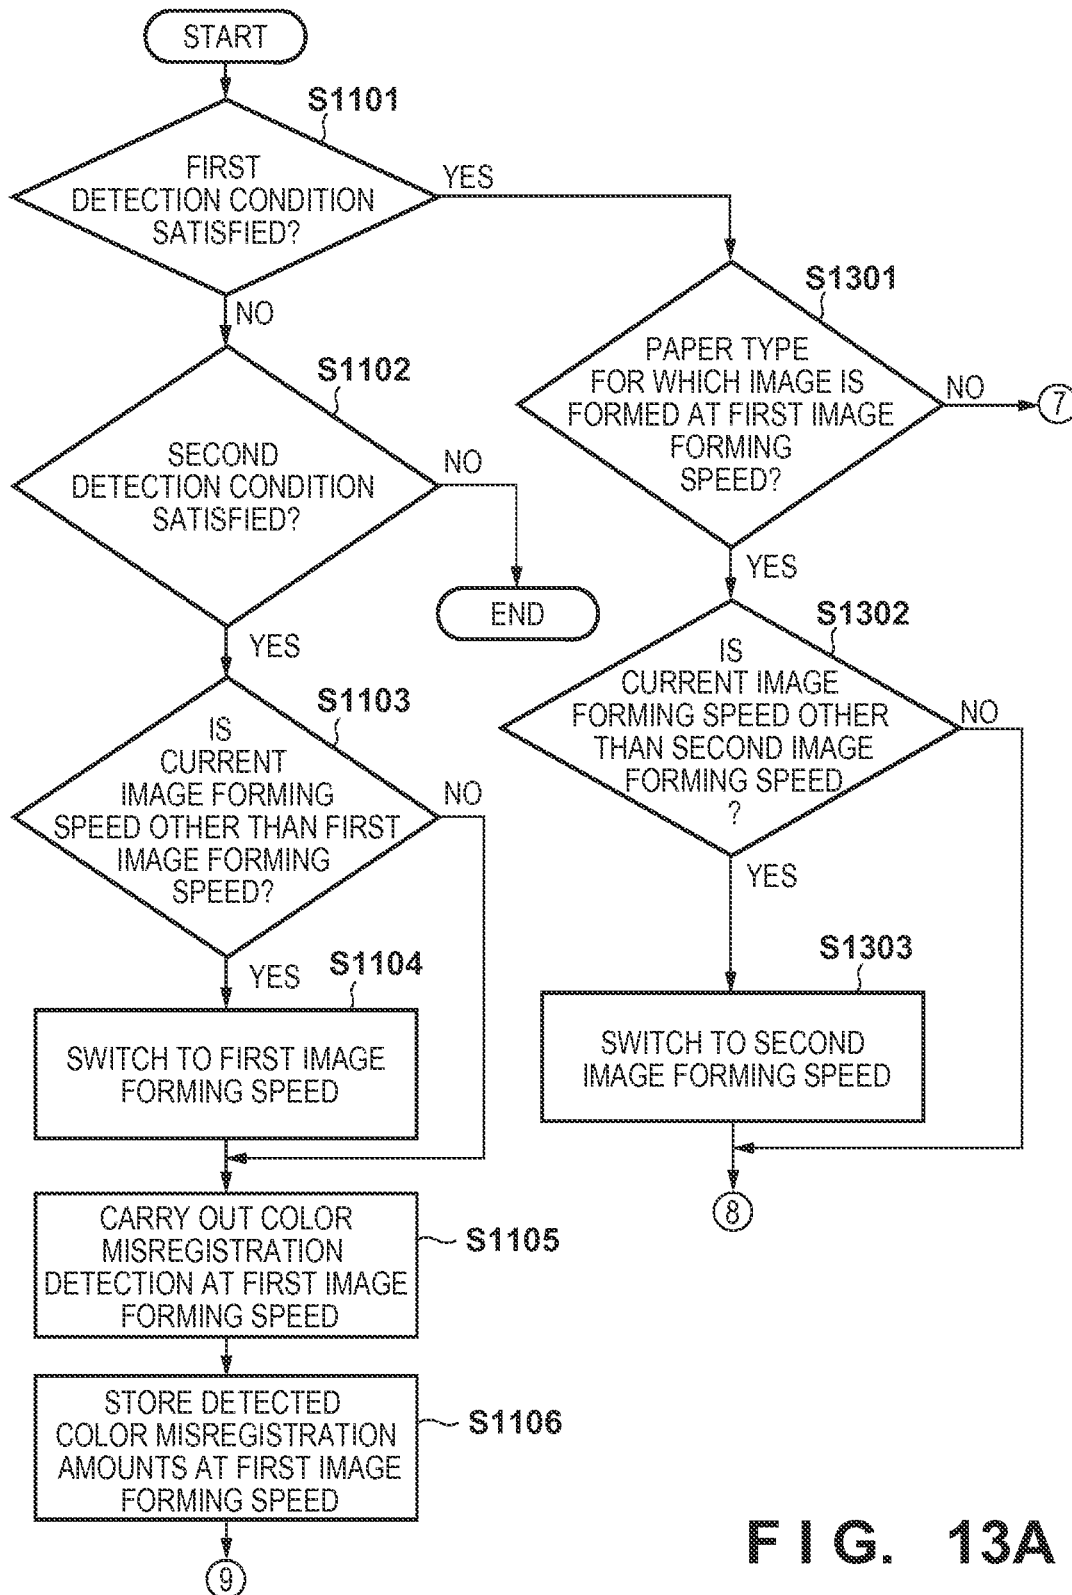 START
S1101
FIRST
DETECTION CONDITION
SATISFIED?
YES
NO
S1301
PAPER TYPE
FOR WHICH IMAGE IS
FORMED AT FIRST IMAGE
FORMING
SPEED?
NO
7
YES
S1102
SECOND
DETECTION CONDITION
SATISFIED?
NO
END
YES
S1302
IS
CURRENT IMAGE
FORMING SPEED OTHER
THAN SECOND IMAGE
FORMING SPEED
?
NO
YES
S1103
IS
CURRENT
IMAGE FORMING
SPEED OTHER THAN FIRST
IMAGE FORMING
SPEED?
NO
YES
S1104
SWITCH TO FIRST IMAGE
FORMING SPEED
S1303
SWITCH TO SECOND
IMAGE FORMING SPEED
8
CARRY OUT COLOR
MISREGISTRATION
DETECTION AT FIRST IMAGE
FORMING SPEED
S1105
STORE DETECTED
COLOR MISREGISTRATION
AMOUNTS AT FIRST IMAGE
FORMING SPEED
S1106
9
FIG. 13A